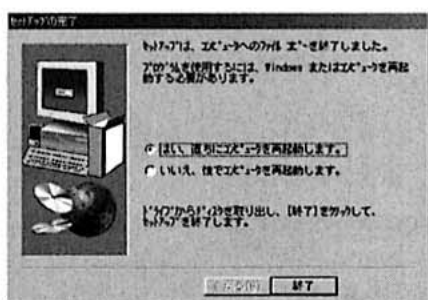 セットアップの完了
セットアップは、コンピュータへのファイル コピーを終了しました。
プログラムを使用するには、Windows またはコンピュータを再起
動する必要があります。
はい、直ちにコンピュータを再起動します。
いいえ、後でコンピュータを再起動します。
ドライブからディスクを取り出し、[終了] をクリックして、
セットアップを終了します。
終了